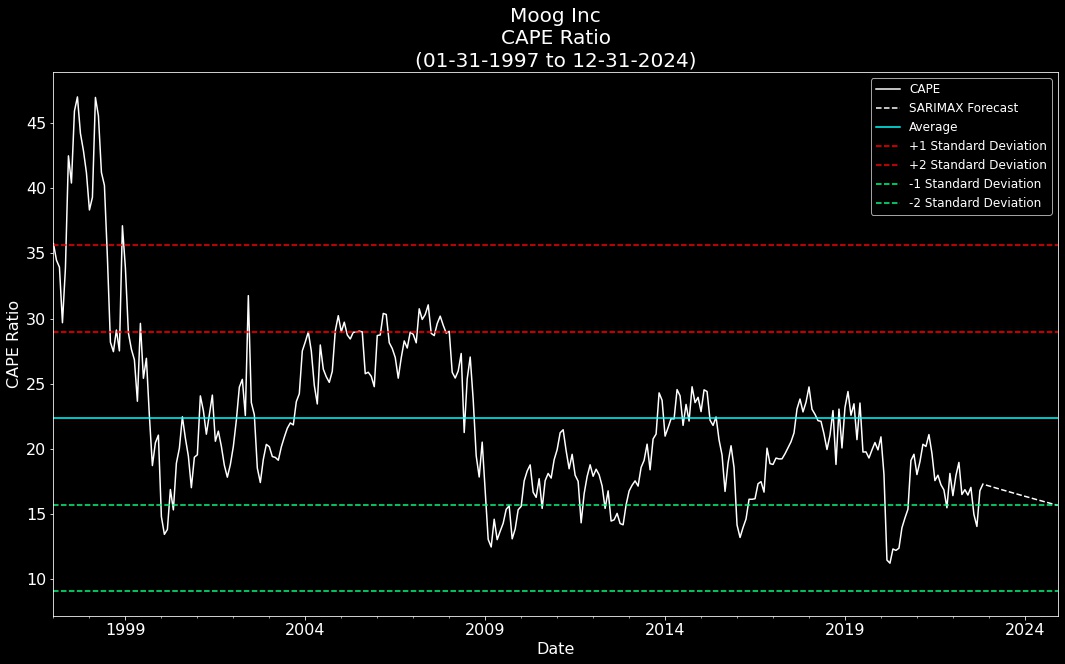 Moog Inc
CAPE Ratio
(01-31-1997 to 12-31-2024)
CAPE
SARIMAX Forecast
Average
+1 Standard Deviation
+2 Standard Deviation
-1 Standard Deviation
-2 Standard Deviation
CAPE Ratio
45
40
35
30
25
20
15
10
1999
2004
2009
2014
2019
2024
Date